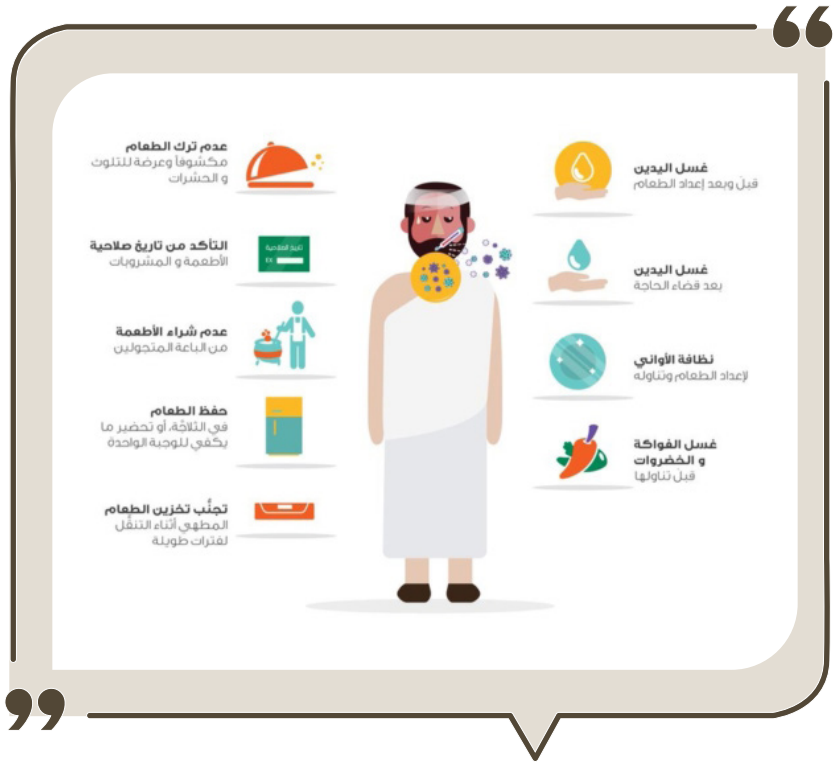 غسل اليدين
قبل وبعد إعداد الطعام
غسل اليدين
بعد قضاء الحاجة
نظافة الأواني
لإعداد الطعام وتناوله
غسل الفواكة
و الخضروات
قبل تناولها
عدم ترك الطعام
مكشوفاً وعرضة للتلوث
و الحشرات
التأكد من تاريخ صلاحية
الأطعمة و المشروبات
تاريخ الصلاحية
عدم شراء الأطعمة
من الباعة المتجولين
حفظ الطعام
في الثلاجة، أو تحضير ما
يكفي للوجبة الواحدة
تجنُّب تخزين الطعام
المطهي أثناء التنقُّل
لفترات طويلة